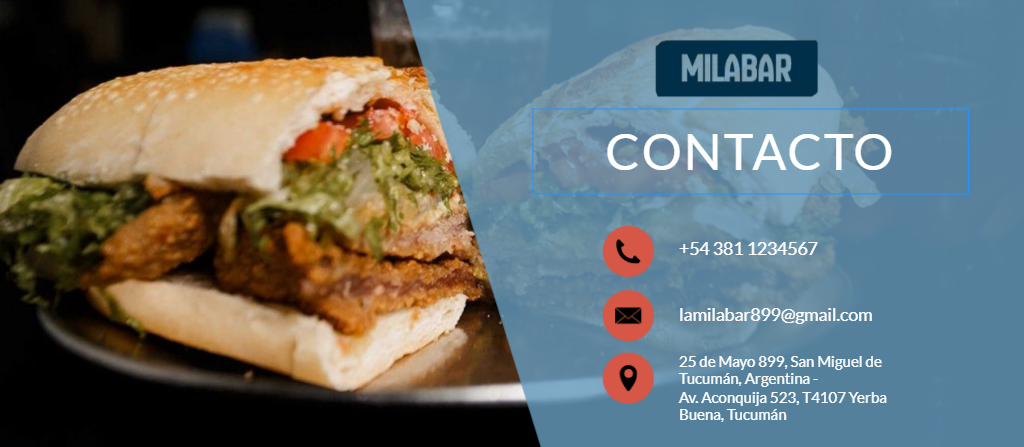 MILABAR
CONTACTO
+54 381 1234567
lamilabar899@gmail.com
25 de Mayo 899, San Miguel de
Tucumán, Argentina -
Av. Aconquija 523, T4107 Yerba
Buena, Tucumán